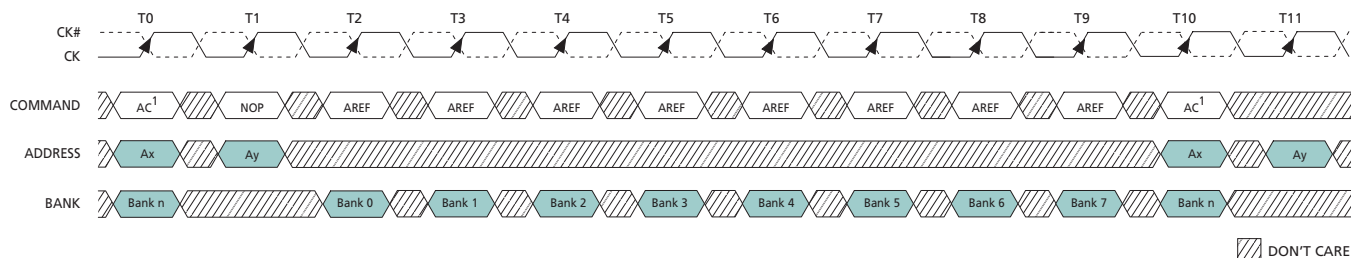 T0 T1 T2 T3 T4 T5 T6 T7 T8 T9 T10 T11
CK#
CK
COMMAND AC1 NOP AREF AREF AREF AREF AREF AREF AREF AREF AC1
ADDRESS Ax Ay Ax Ay
BANK Bank n Bank 0 Bank 1 Bank 2 Bank 3 Bank 4 Bank 5 Bank 6 Bank 7 Bank n
DON'T CARE